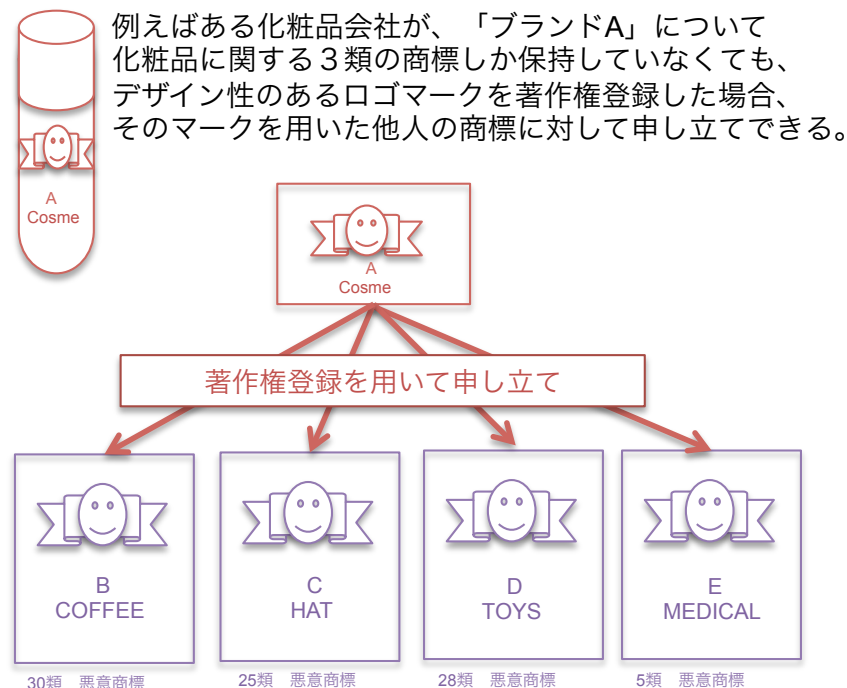 例えばある化粧品会社が、「ブランドA」について
化粧品に関する３類の商標しか保持していなくても、
デザイン性のあるロゴマークを著作権登録した場合、
そのマークを用いた他人の商標に対して申し立てできる。
A
Cosme
A
Cosme
著作権登録を用いて申し立て
B
COFFEE
C
HAT
D
TOYS
E
MEDICAL
30類　悪意商標
25類　悪意商標
28類　悪意商標
5類　悪意商標